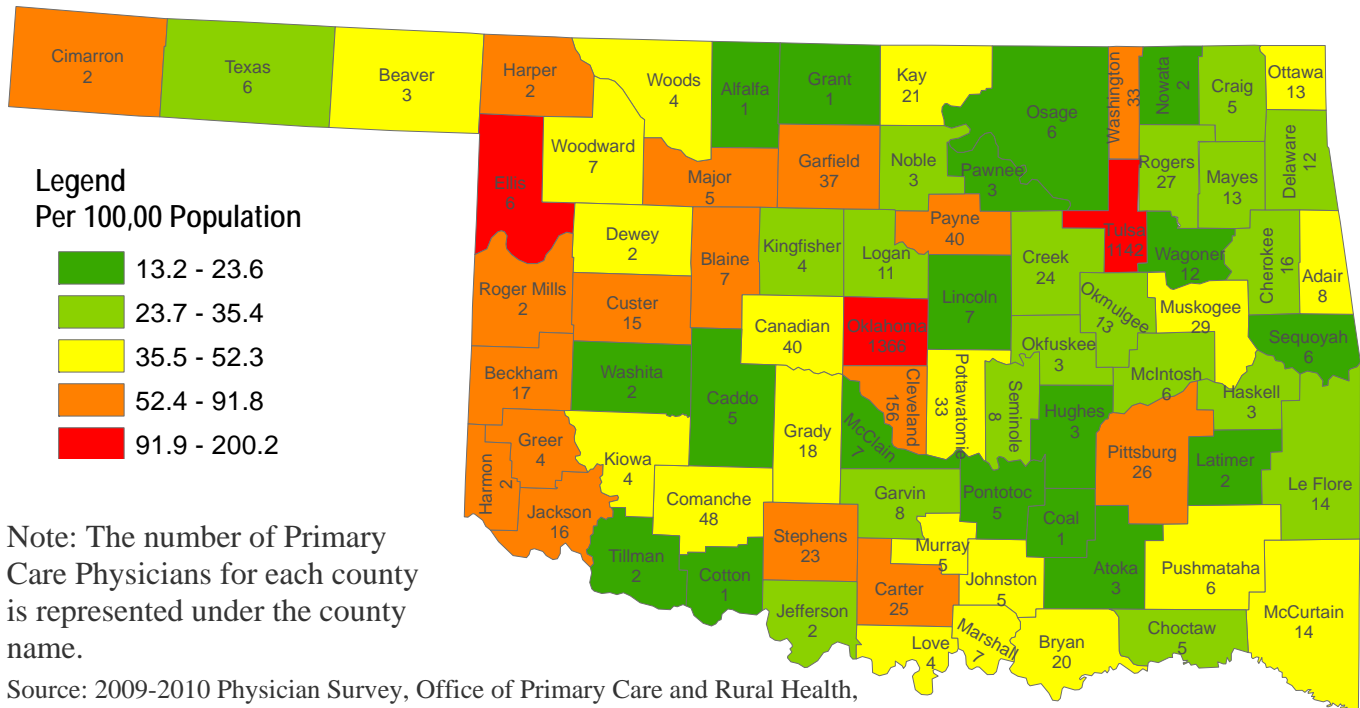 Cimarron
2
Texas
6
Beaver
3
Harper
2
Woods
4
Alfalfa
1
Grant
1
Kay
21
Osage
6
Washington
33
Nowata
2
Craig
5
Ottawa
13
Ellis
6
Woodward
7
Major
5
Garfield
37
Noble
3
Pawnee
3
Rogers
27
Mayes
13
Delaware
12
Legend
Per 100,00 Population
13.2 - 23.6
23.7 - 35.4
35.5 - 52.3
52.4 - 91.8
91.9 - 200.2
Dewey
2
Blaine
7
Kingfisher
4
Logan
11
Payne
40
Creek
24
Tulsa
1142
Wagoner
12
Cherokee
16
Adair
8
Roger Mills
2
Custer
15
Canadian
40
Oklahoma
1366
Lincoln
7
Okmulgee
13
Muskogee
29
Sequoyah
6
Beckham
17
Washita
2
Caddo
5
Grady
18
Cleveland
156
McClain
7
Pottawatomie
33
Seminole
8
Okfuskee
3
Hughes
3
McIntosh
6
Haskell
3
Pittsburg
26
Latimer
2
Le Flore
14
Harmon
2
Greer
4
Jackson
16
Kiowa
4
Comanche
48
Tillman
2
Cotton
1
Stephens
23
Jefferson
2
Garvin
8
Murray
5
Carter
25
Love
4
Pontotoc
5
Coal
1
Johnston
5
Marshall
7
Atoka
3
Bryan
20
Pushmataha
6
Choctaw
5
McCurtain
14
Note: The number of Primary
Care Physicians for each county
is represented under the county
name.
Source: 2009-2010 Physician Survey, Office of Primary Care and Rural Health,